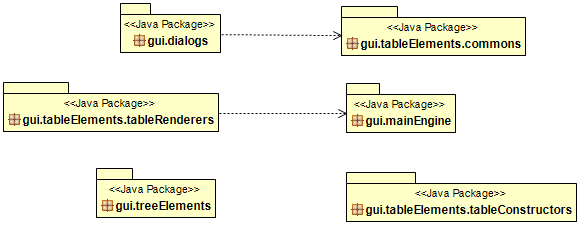 <<Java Package>>
gui.dialogs
<<Java Package>>
gui.tableElements.commons
<<Java Package>>
gui.tableElements.tableRenderers
<<Java Package>>
gui.mainEngine
<<Java Package>>
gui.treeElements
<<Java Package>>
gui.tableElements.tableConstructors